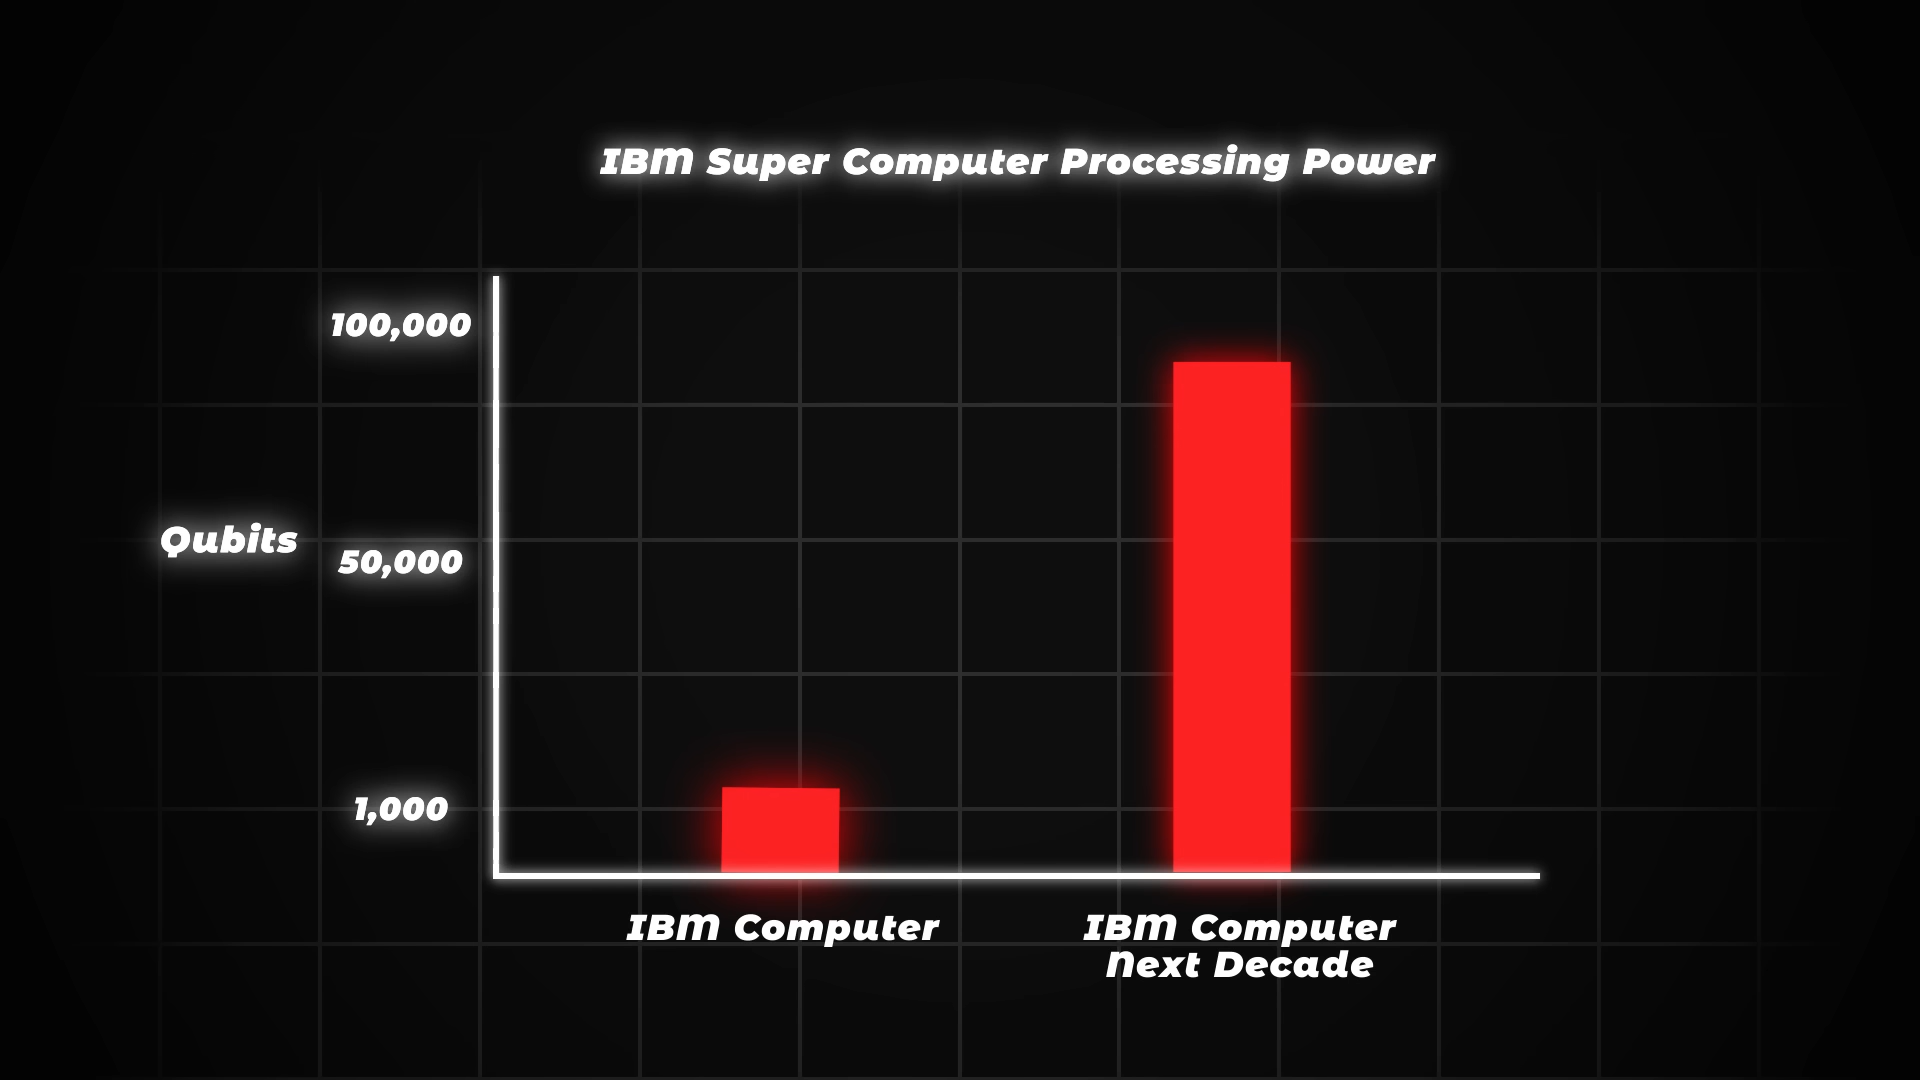 IBM Super Computer Processing Power
100,000
Qubits
50,000
1,000
IBM Computer
IBM Computer
Next Decade